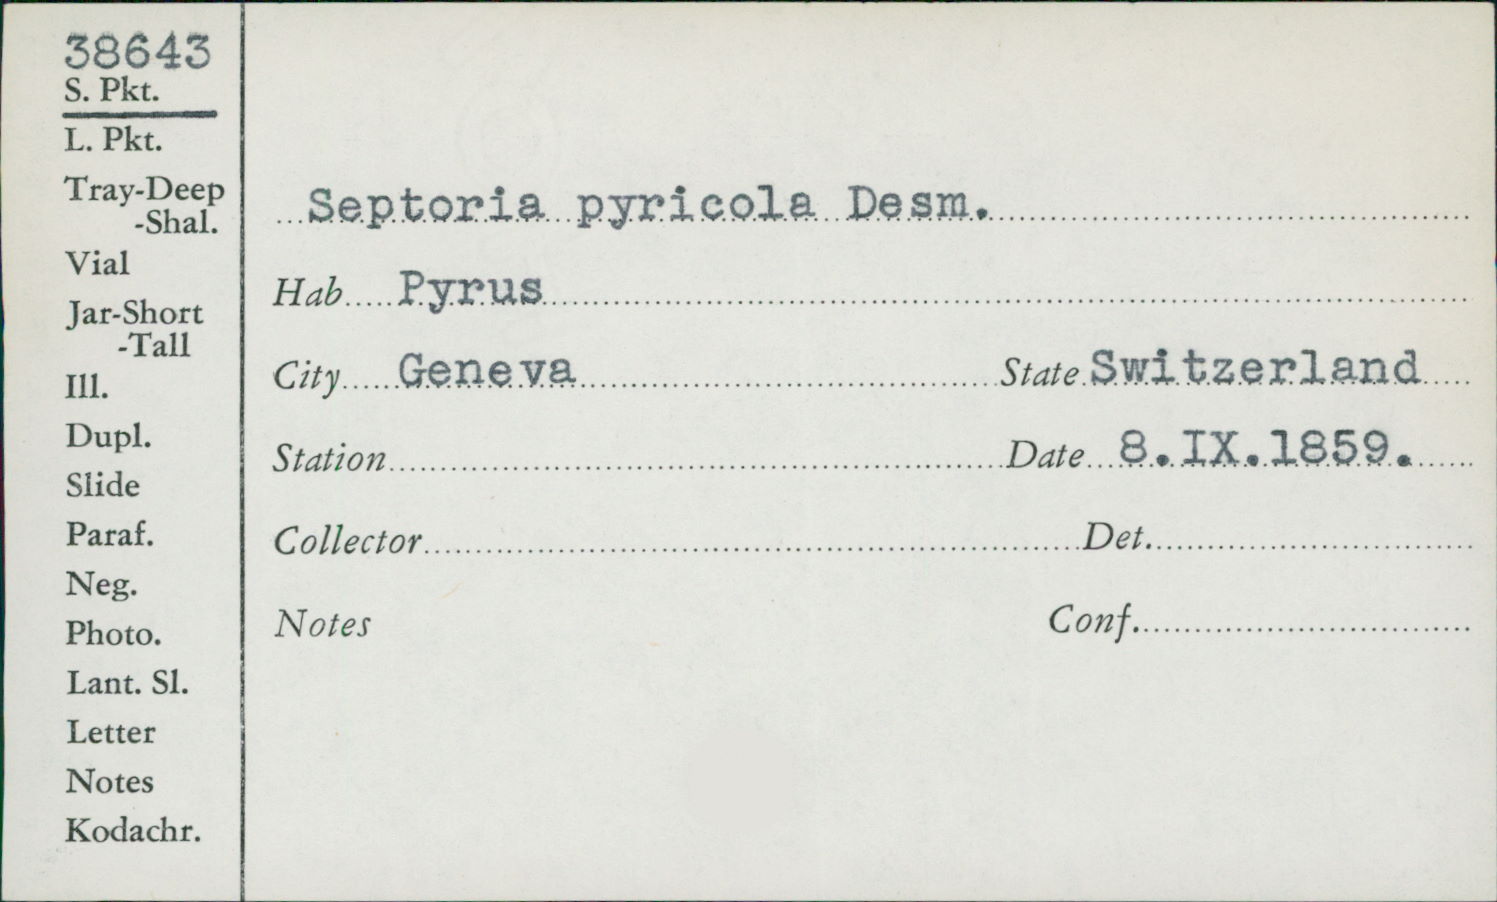 38643
S. Pkt.
L. Pkt.
Tray-Deep
-Shal.
Vial
Jar-Short
-Tall
Ill.
Dupl.
Slide
Paraf.
Neg.
Photo.
Lant. Sl.
Letter
Notes
Kodachr.
Septoria pyricola Desm.
Hab Pyrus
City Geneva State Switzerland
Station Date 8.IX.1859.
Collector Det.
Notes Conf.